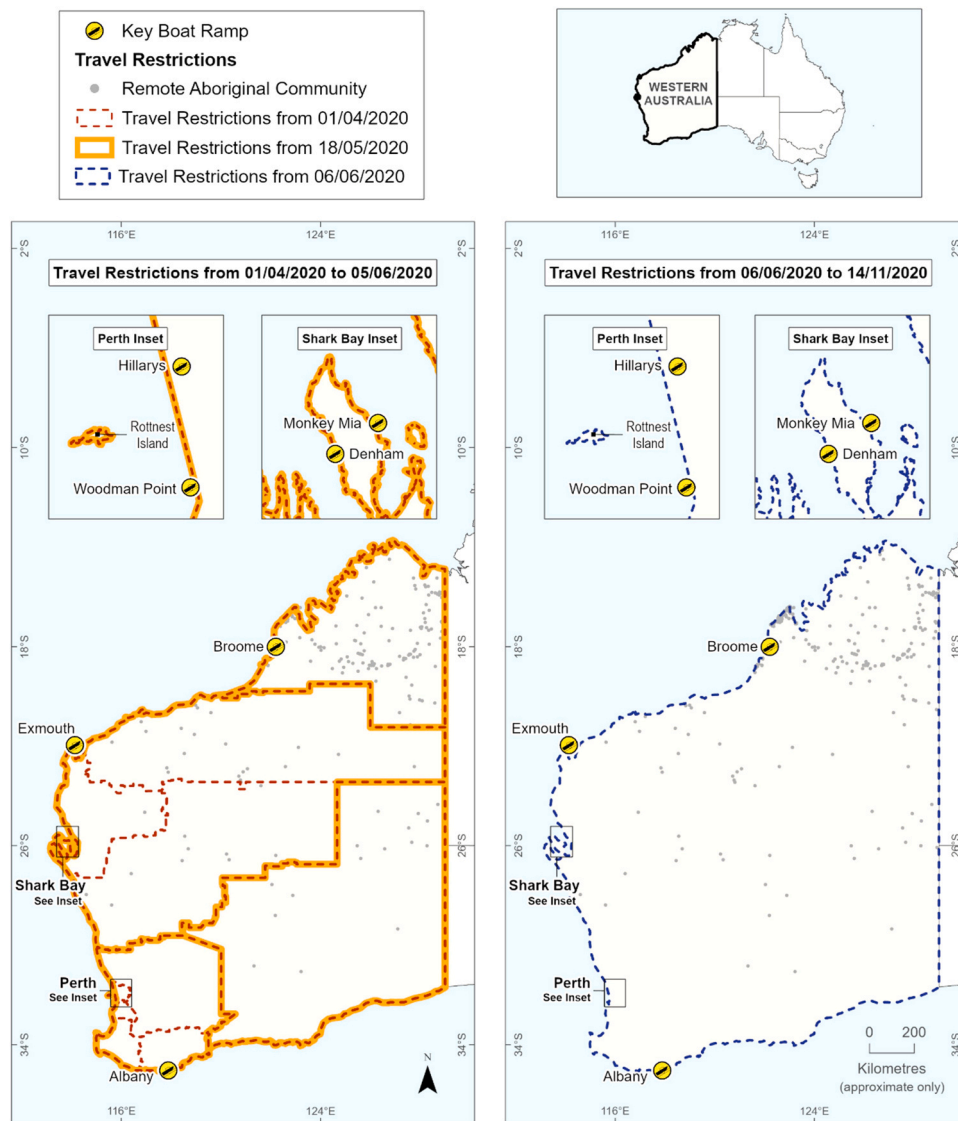 Key Boat Ramp
Travel Restrictions
Remote Aboriginal Community
Travel Restrictions from 01/04/2020
Travel Restrictions from 18/05/2020
Travel Restrictions from 06/06/2020
WESTERN
AUSTRALIA
116°E
124°E
2°S
10°S
18°S
26°S
34°S
Travel Restrictions from 01/04/2020 to 05/06/2020
Perth Inset
Hillarys
Rottnest
Island
Woodman Point
Shark Bay Inset
Monkey Mia
Denham
Broome
Exmouth
Shark Bay
See Inset
Perth
See Inset
Albany
N
116°E
124°E
116°E
124°E
2°S
10°S
18°S
26°S
34°S
Travel Restrictions from 06/06/2020 to 14/11/2020
Perth Inset
Hillarys
Rottnest
Island
Woodman Point
Shark Bay Inset
Monkey Mia
Denham
Broome
Exmouth
Shark Bay
See Inset
Perth
See Inset
Albany
0 200
Kilometres
(approximate only)
116°E
124°E